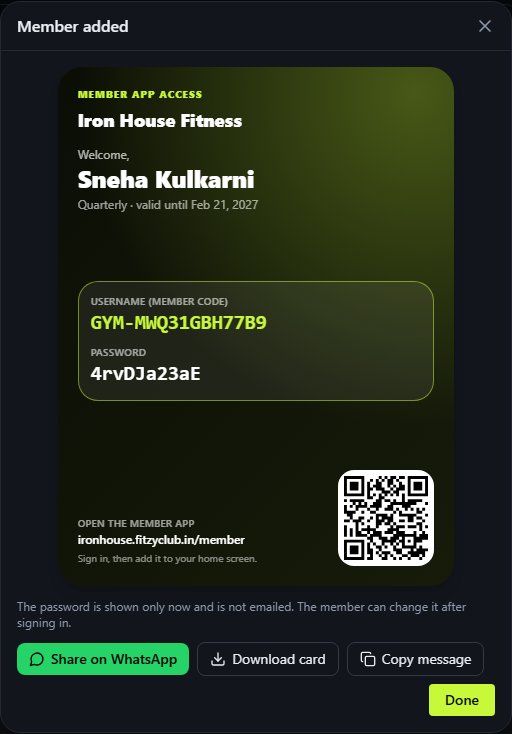 Member added
MEMBER APP ACCESS
Iron House Fitness
Welcome,
Sneha Kulkarni
Quarterly · valid until Feb 21, 2027
USERNAME (MEMBER CODE)
GYM-MWQ31GBH77B9
PASSWORD
4rvDJa23aE
OPEN THE MEMBER APP
ironhouse.fitzyclub.in/member
Sign in, then add it to your home screen.
The password is shown only now and is not emailed. The member can change it after
signing in.
Share on WhatsApp
Download card
Copy message
Done